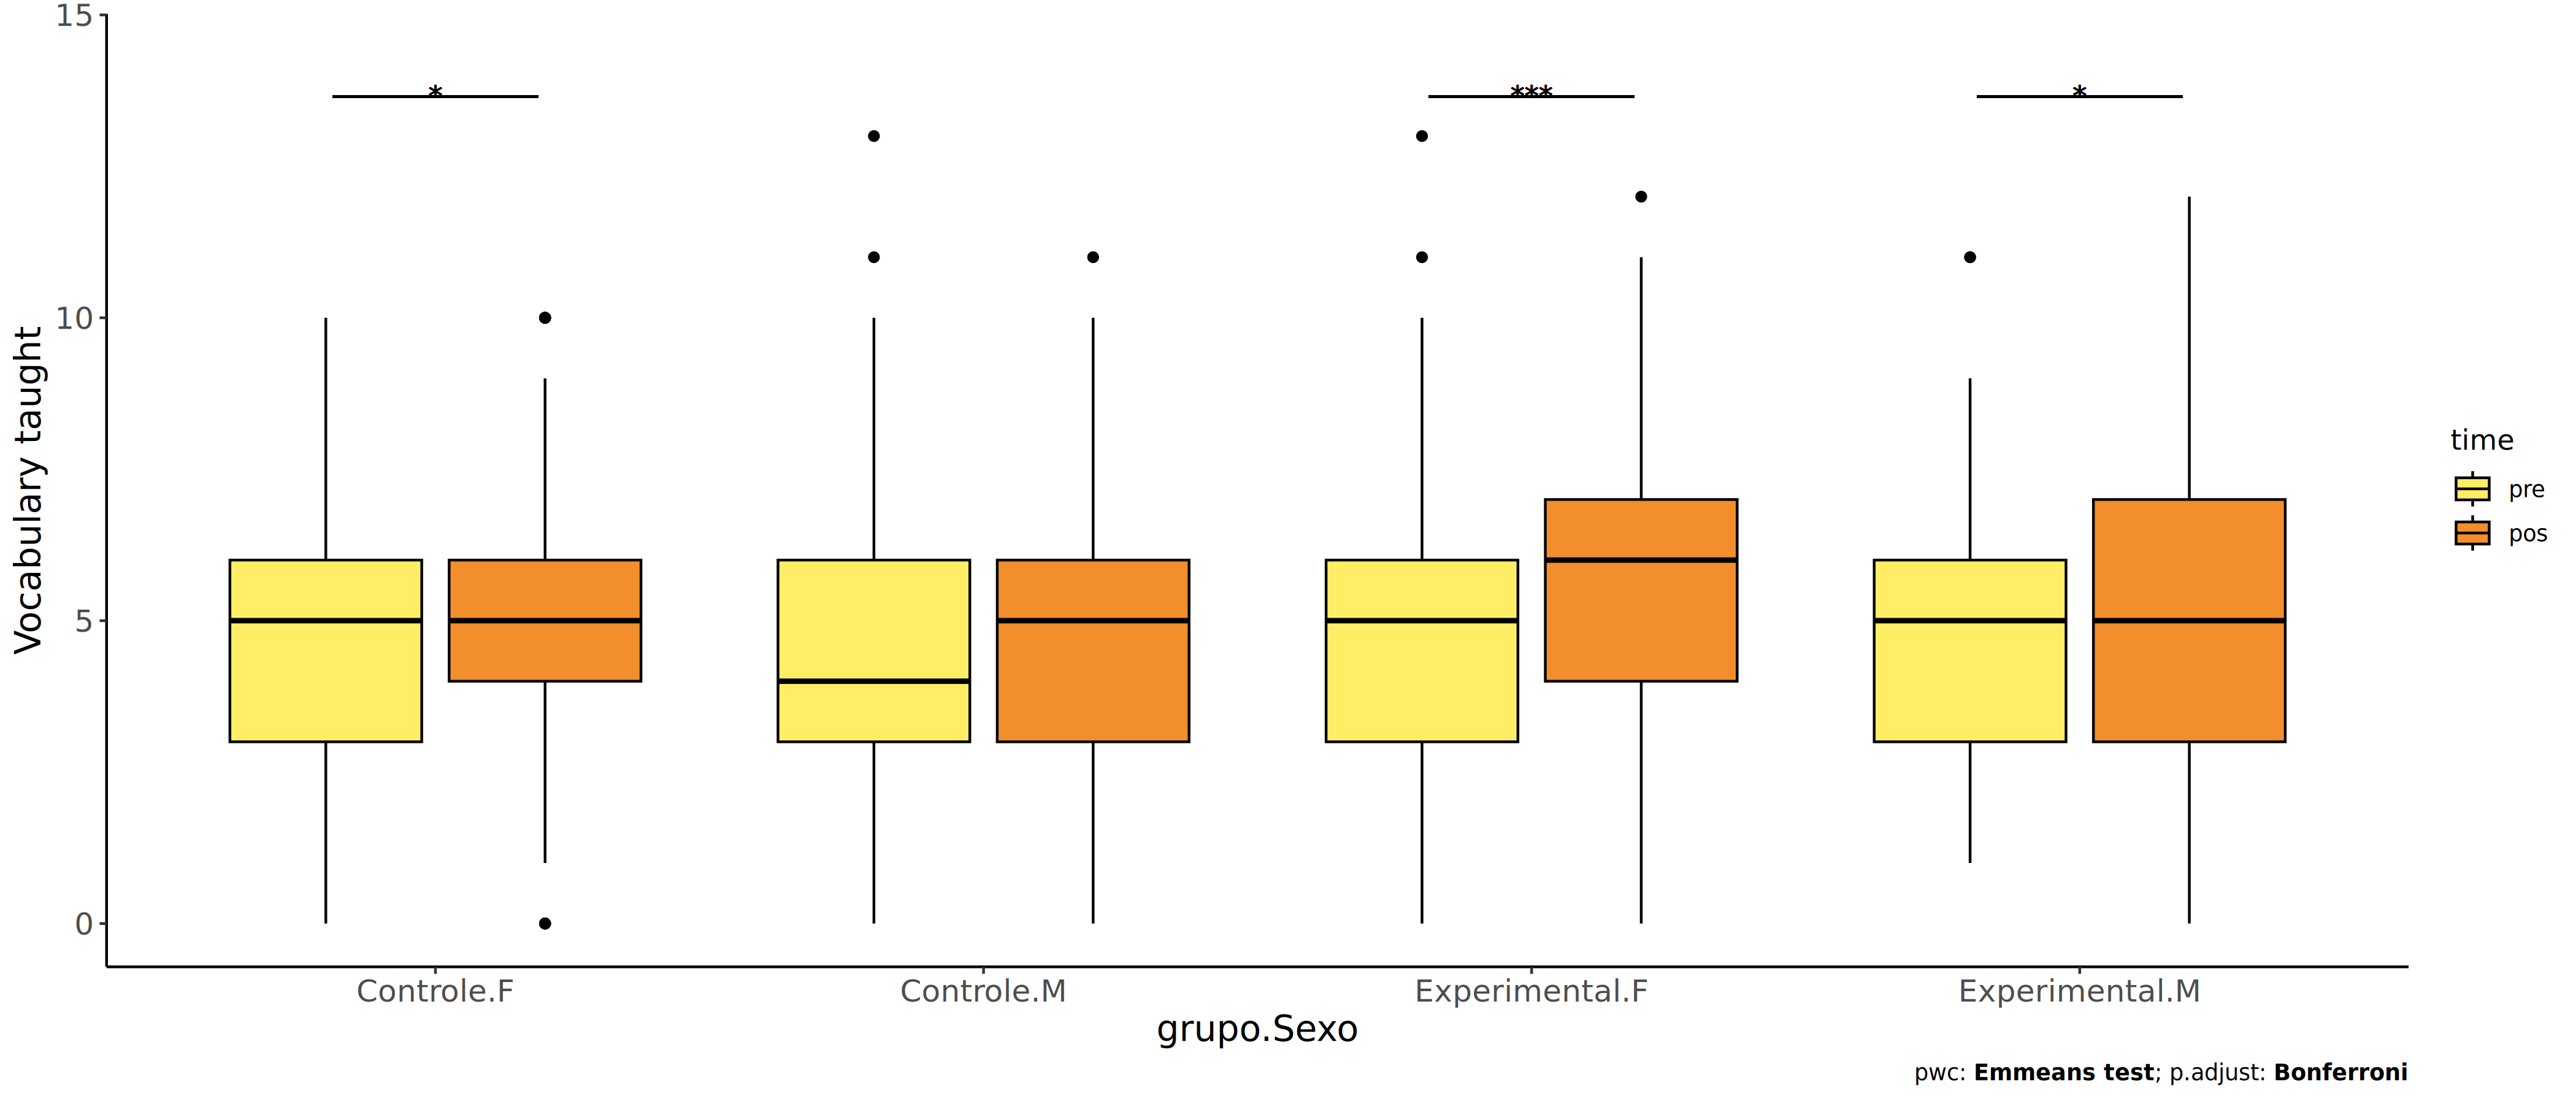 Vocabulary taught
15
10
5
0
*
***
*
Controle.F
Controle.M
Experimental.F
Experimental.M
grupo.Sexo
time
pre
pos
pwc: Emmeans test; p.adjust: Bonferroni